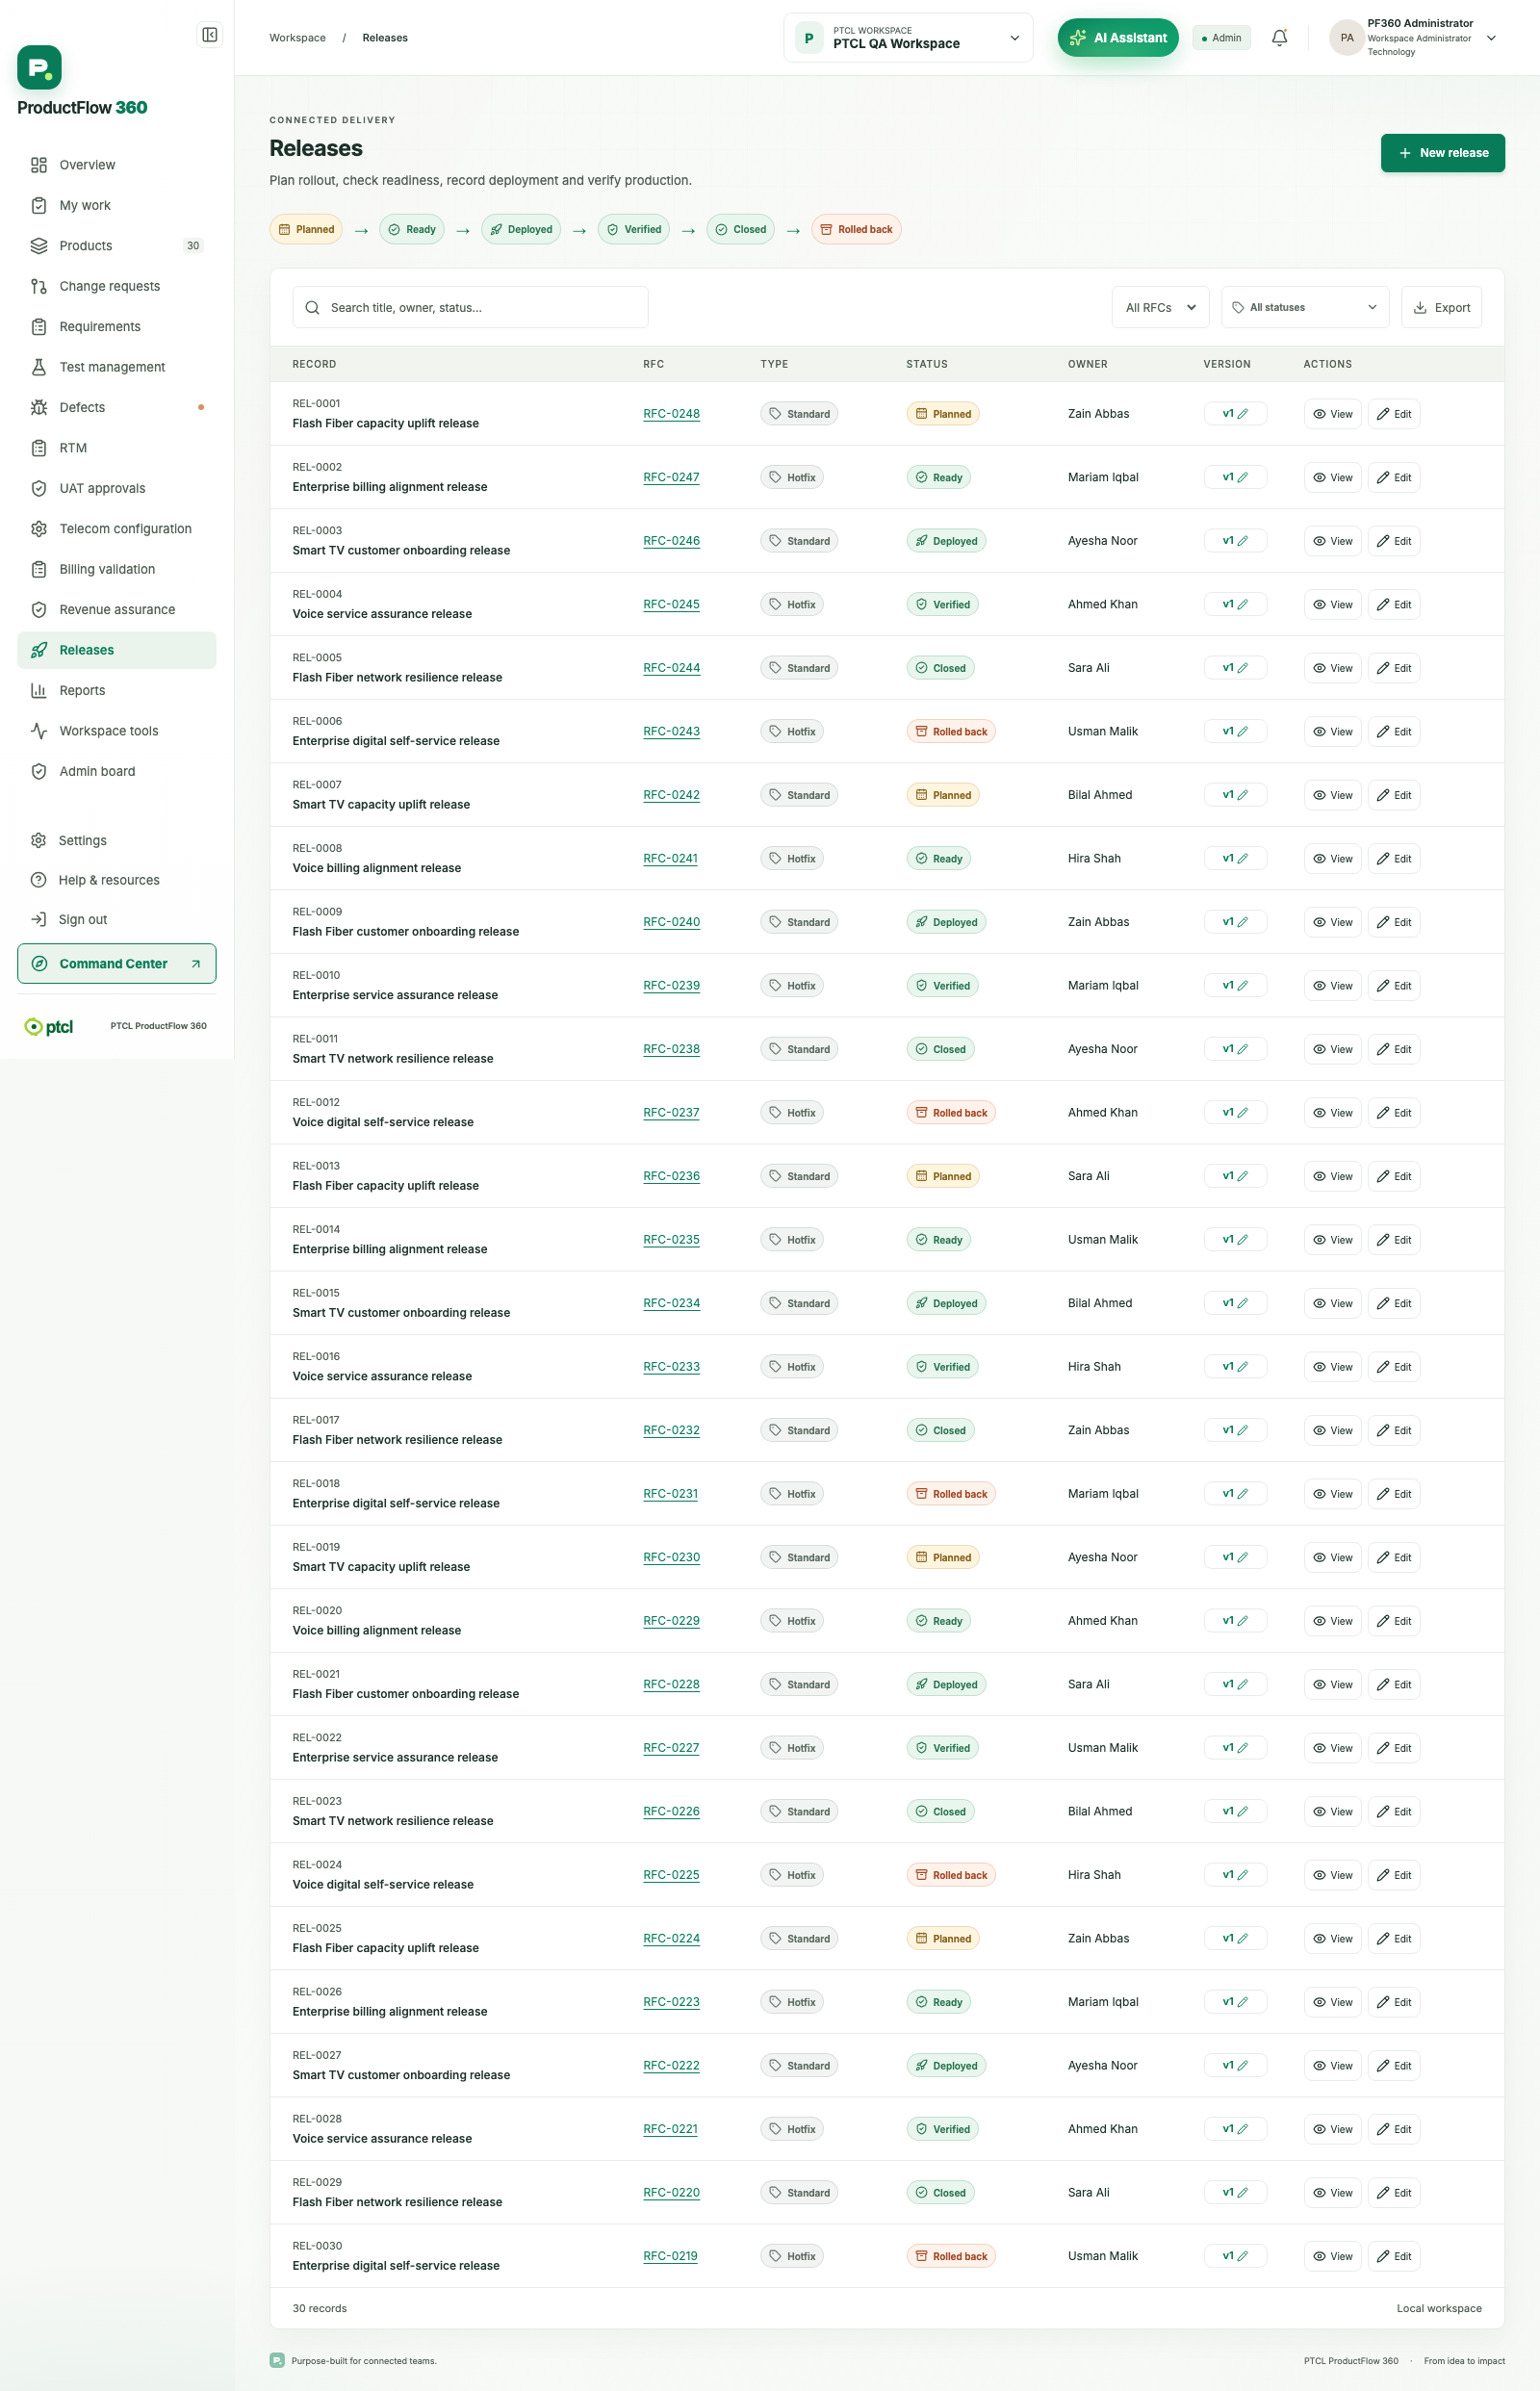 P.
ProductFlow 360
Overview
My work
Products 30
Change requests
Requirements
Test management
Defects
RTM
UAT approvals
Telecom configuration
Billing validation
Revenue assurance
Releases
Reports
Workspace tools
Admin board
Settings
Help & resources
Sign out
Command Center
ptcl PTCL ProductFlow 360
Workspace / Releases
P PTCL WORKSPACE
PTCL QA Workspace
AI Assistant
Admin
PA PF360 Administrator
Workspace Administrator
Technology
CONNECTED DELIVERY
Releases
Plan rollout, check readiness, record deployment and verify production.
New release
Planned → Ready → Deployed → Verified → Closed → Rolled back
Search title, owner, status... All RFCs All statuses Export
RECORD RFC TYPE STATUS OWNER VERSION ACTIONS
REL-0001
Flash Fiber capacity uplift release RFC-0248 Standard Planned Zain Abbas v1 View Edit
REL-0002
Enterprise billing alignment release RFC-0247 Hotfix Ready Mariam Iqbal v1 View Edit
REL-0003
Smart TV customer onboarding release RFC-0246 Standard Deployed Ayesha Noor v1 View Edit
REL-0004
Voice service assurance release RFC-0245 Hotfix Verified Ahmed Khan v1 View Edit
REL-0005
Flash Fiber network resilience release RFC-0244 Standard Closed Sara Ali v1 View Edit
REL-0006
Enterprise digital self-service release RFC-0243 Hotfix Rolled back Usman Malik v1 View Edit
REL-0007
Smart TV capacity uplift release RFC-0242 Standard Planned Bilal Ahmed v1 View Edit
REL-0008
Voice billing alignment release RFC-0241 Hotfix Ready Hira Shah v1 View Edit
REL-0009
Flash Fiber customer onboarding release RFC-0240 Standard Deployed Zain Abbas v1 View Edit
REL-0010
Enterprise service assurance release RFC-0239 Hotfix Verified Mariam Iqbal v1 View Edit
REL-0011
Smart TV network resilience release RFC-0238 Standard Closed Ayesha Noor v1 View Edit
REL-0012
Voice digital self-service release RFC-0237 Hotfix Rolled back Ahmed Khan v1 View Edit
REL-0013
Flash Fiber capacity uplift release RFC-0236 Standard Planned Sara Ali v1 View Edit
REL-0014
Enterprise billing alignment release RFC-0235 Hotfix Ready Usman Malik v1 View Edit
REL-0015
Smart TV customer onboarding release RFC-0234 Standard Deployed Bilal Ahmed v1 View Edit
REL-0016
Voice service assurance release RFC-0233 Hotfix Verified Hira Shah v1 View Edit
REL-0017
Flash Fiber network resilience release RFC-0232 Standard Closed Zain Abbas v1 View Edit
REL-0018
Enterprise digital self-service release RFC-0231 Hotfix Rolled back Mariam Iqbal v1 View Edit
REL-0019
Smart TV capacity uplift release RFC-0230 Standard Planned Ayesha Noor v1 View Edit
REL-0020
Voice billing alignment release RFC-0229 Hotfix Ready Ahmed Khan v1 View Edit
REL-0021
Flash Fiber customer onboarding release RFC-0228 Standard Deployed Sara Ali v1 View Edit
REL-0022
Enterprise service assurance release RFC-0227 Hotfix Verified Usman Malik v1 View Edit
REL-0023
Smart TV network resilience release RFC-0226 Standard Closed Bilal Ahmed v1 View Edit
REL-0024
Voice digital self-service release RFC-0225 Hotfix Rolled back Hira Shah v1 View Edit
REL-0025
Flash Fiber capacity uplift release RFC-0224 Standard Planned Zain Abbas v1 View Edit
REL-0026
Enterprise billing alignment release RFC-0223 Hotfix Ready Mariam Iqbal v1 View Edit
REL-0027
Smart TV customer onboarding release RFC-0222 Standard Deployed Ayesha Noor v1 View Edit
REL-0028
Voice service assurance release RFC-0221 Hotfix Verified Ahmed Khan v1 View Edit
REL-0029
Flash Fiber network resilience release RFC-0220 Standard Closed Sara Ali v1 View Edit
REL-0030
Enterprise digital self-service release RFC-0219 Hotfix Rolled back Usman Malik v1 View Edit
30 records Local workspace
P. Purpose-built for connected teams. PTCL ProductFlow 360 · From idea to impact